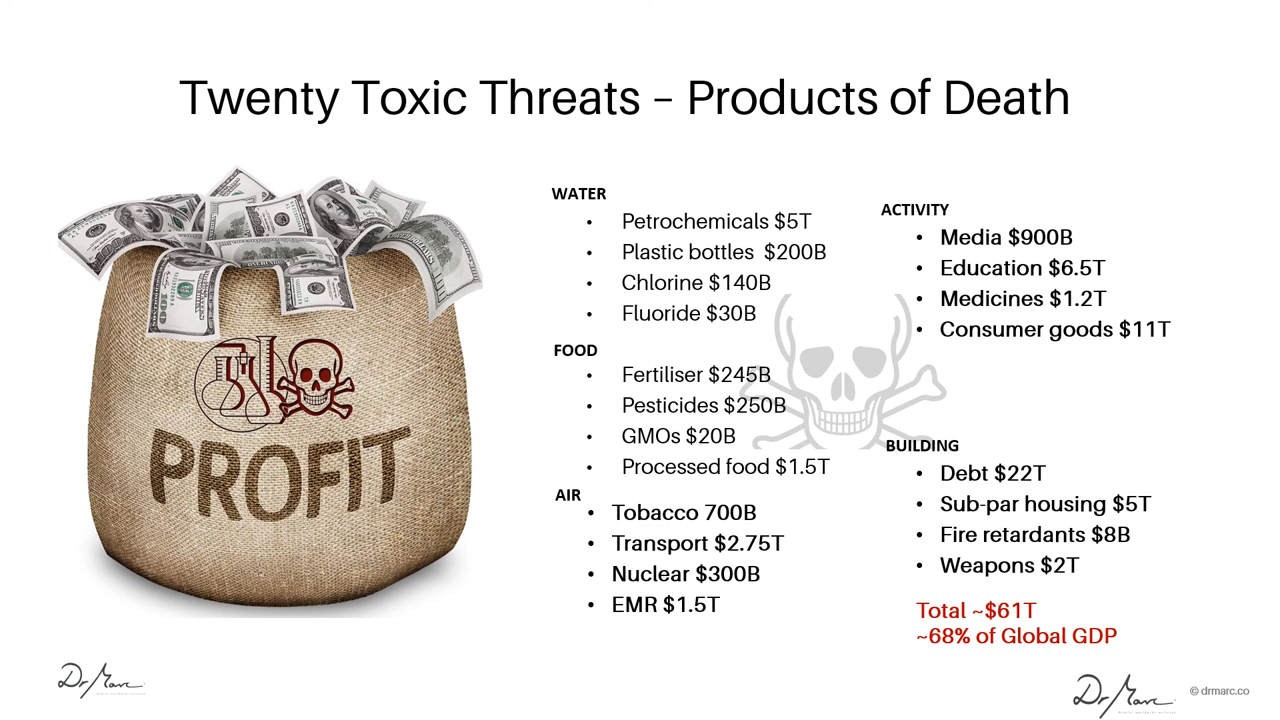 Twenty Toxic Threats – Products of Death
WATER
• Petrochemicals $5T
• Plastic bottles $200B
• Chlorine $140B
• Fluoride $30B
FOOD
• Fertiliser $245B
• Pesticides $250B
• GMOs $20B
• Processed food $1.5T
AIR
• Tobacco 700B
• Transport $2.75T
• Nuclear $300B
• EMR $1.5T
ACTIVITY
• Media $900B
• Education $6.5T
• Medicines $1.2T
• Consumer goods $11T
BUILDING
• Debt $22T
• Sub-par housing $5T
• Fire retardants $8B
• Weapons $2T
Total ~$61T
~68% of Global GDP
PROFIT
100
100
Dr Marc
Dr Marc
© drmarc.co